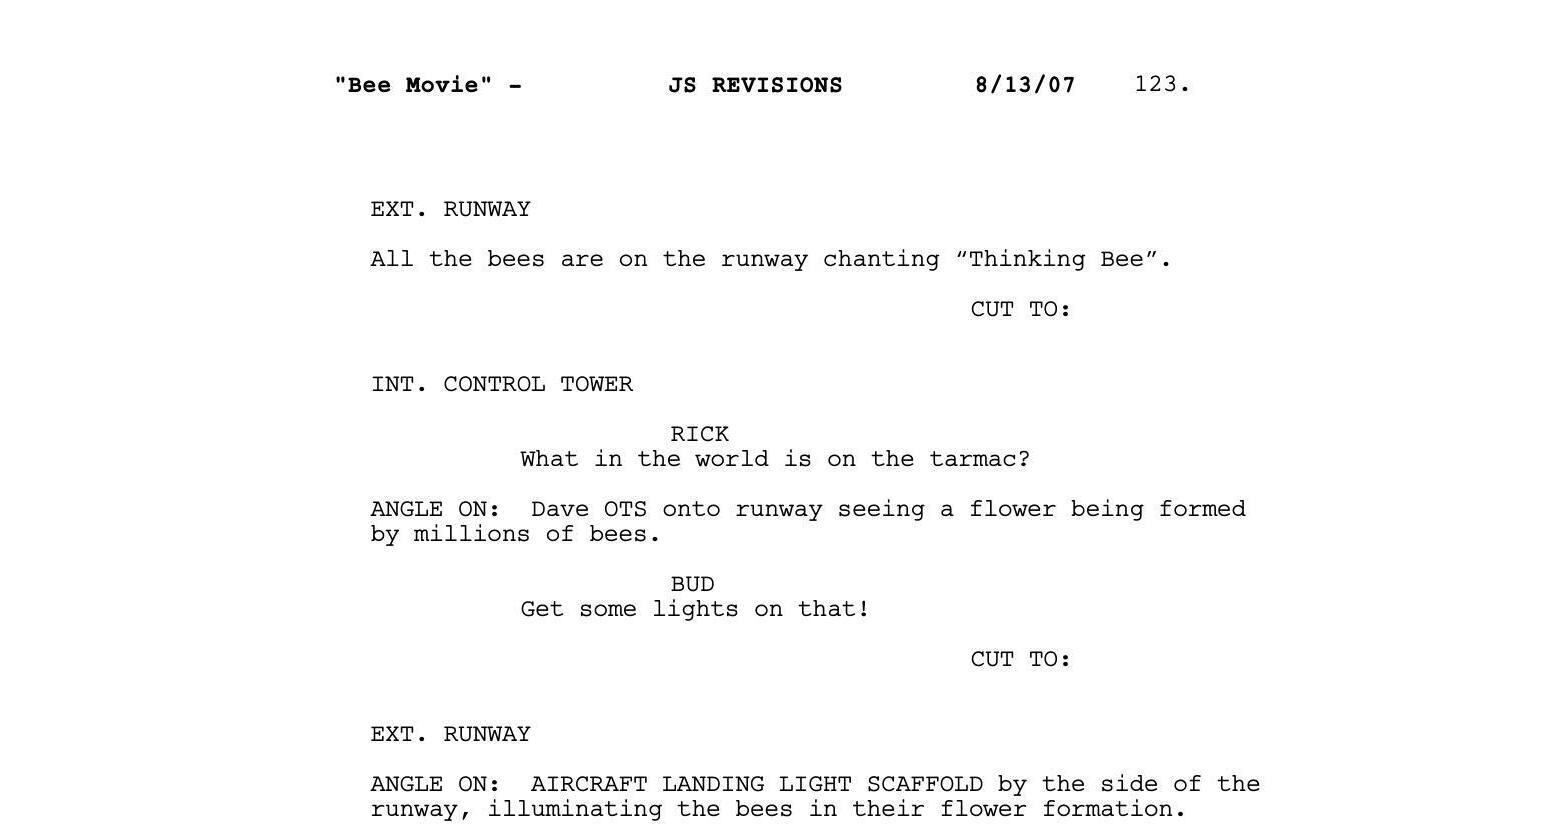 "Bee Movie" - JS REVISIONS 8/13/07 123.
EXT. RUNWAY
All the bees are on the runway chanting “Thinking Bee”.
CUT TO:
INT. CONTROL TOWER
RICK
What in the world is on the tarmac?
ANGLE ON: Dave OTS onto runway seeing a flower being formed
by millions of bees.
BUD
Get some lights on that!
CUT TO:
EXT. RUNWAY
ANGLE ON: AIRCRAFT LANDING LIGHT SCAFFOLD by the side of the
runway, illuminating the bees in their flower formation.